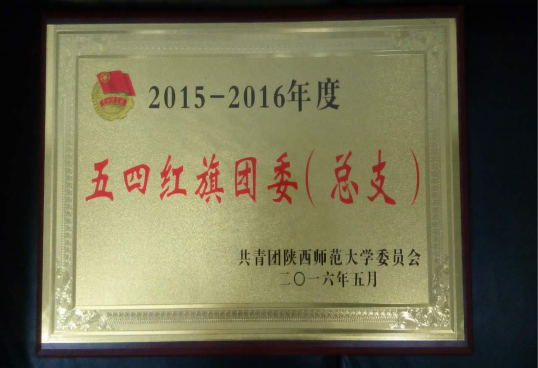 2015-2016年度
五四红旗团委(总支)
共青团陕西师范大学委员会
二〇一六年五月